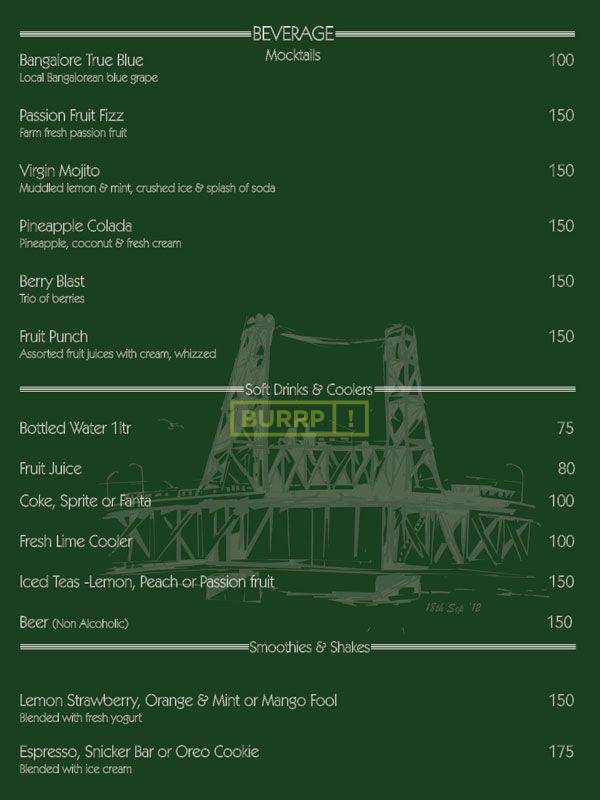 BEVERAGE
Mocktails
Bangalore True Blue 100
Local Bangalorean blue grape
Passion Fruit Fizz 150
Farm fresh passion fruit
Virgin Mojito 150
Muddled lemon & mint, crushed ice & splash of soda
Pineapple Colada 150
Pineapple, coconut & fresh cream
Berry Blast 150
Trio of berries
Fruit Punch 150
Assorted fruit juices with cream, whizzed
Soft Drinks & Coolers
BURRP !
Bottled Water 1ltr 75
Fruit Juice 80
Coke, Sprite or Fanta 100
Fresh Lime Cooler 100
Iced Teas -Lemon, Peach or Passion fruit 150
18th Sep '12
Beer (Non Alcoholic) 150
Smoothies & Shakes
Lemon Strawberry, Orange & Mint or Mango Fool 150
Blended with fresh yogurt
Espresso, Snicker Bar or Oreo Cookie 175
Blended with ice cream